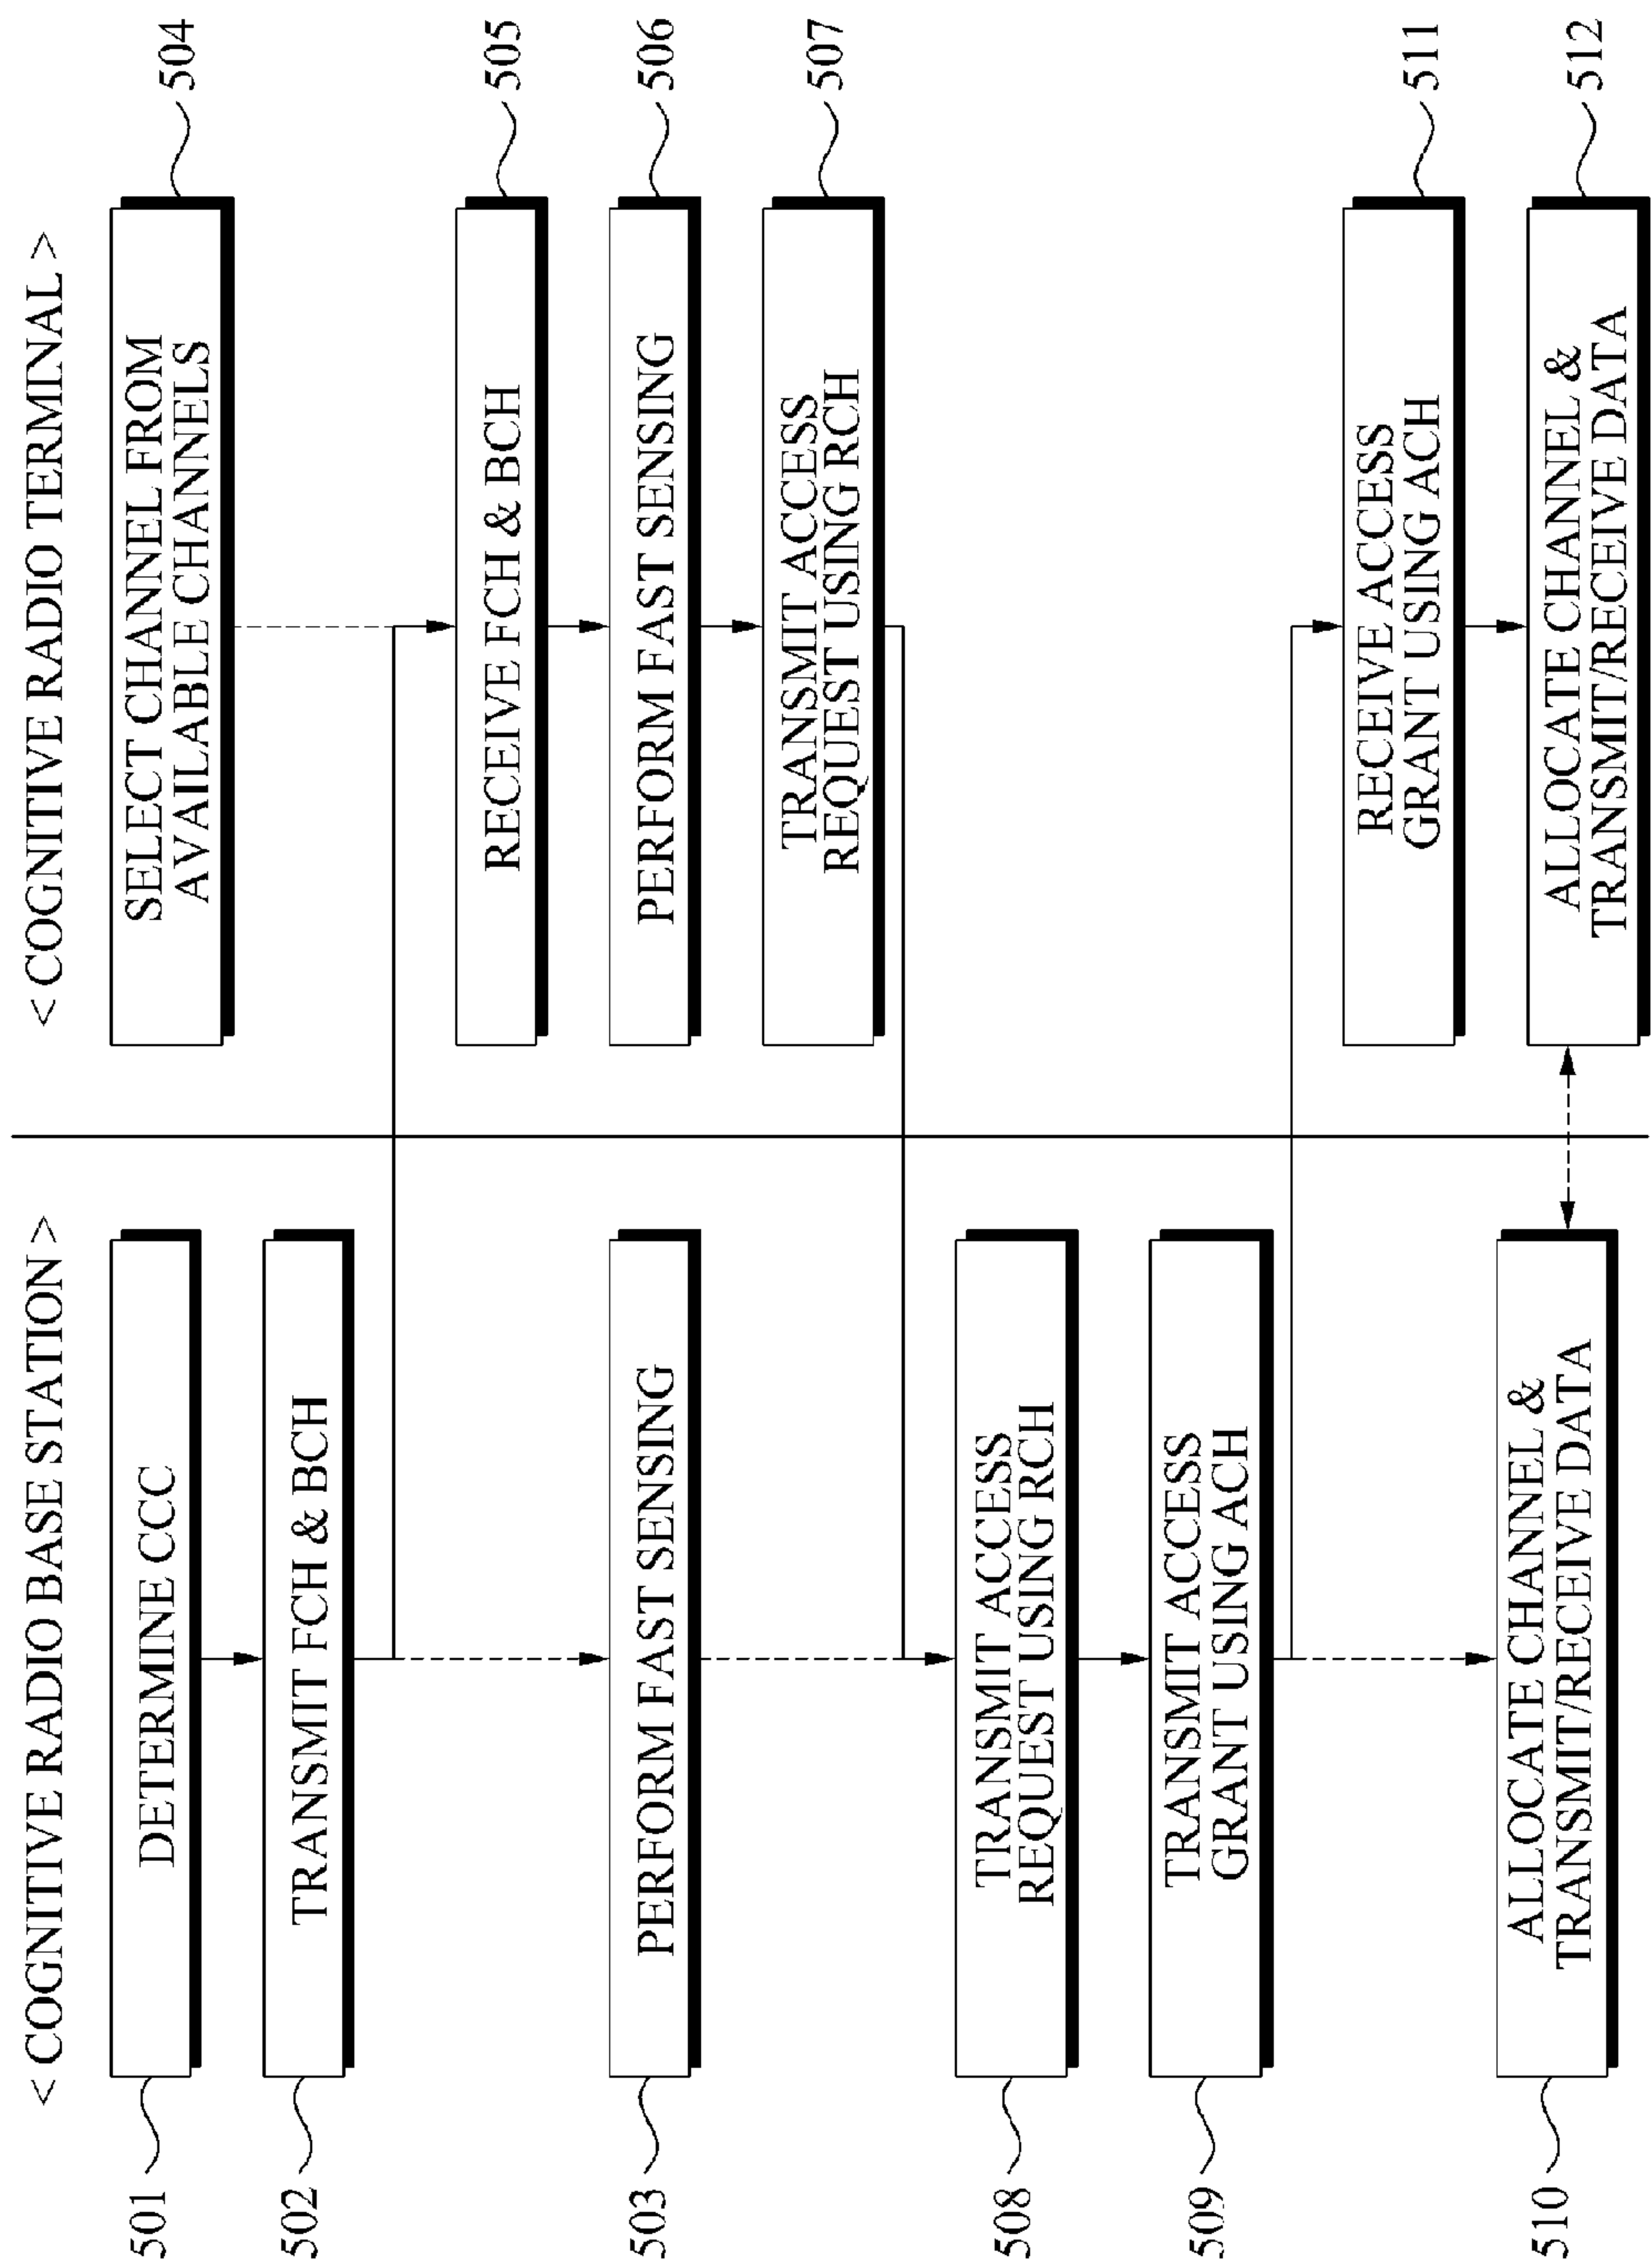 < COGNITIVE RADIO BASE STATION >
501
DETERMINE CCC
502
TRANSMIT FCH & BCH
503
PERFORM FAST SENSING
508
TRANSMIT ACCESS
REQUEST USING RCH
509
TRANSMIT ACCESS
GRANT USING ACH
510
ALLOCATE CHANNEL &
TRANSMIT/RECEIVE DATA
< COGNITIVE RADIO TERMINAL >
SELECT CHANNEL FROM
AVAILABLE CHANNELS
504
RECEIVE FCH & BCH
505
PERFORM FAST SENSING
506
TRANSMIT ACCESS
REQUEST USING RCH
507
RECEIVE ACCESS
GRANT USING ACH
511
ALLOCATE CHANNEL &
TRANSMIT/RECEIVE DATA
512